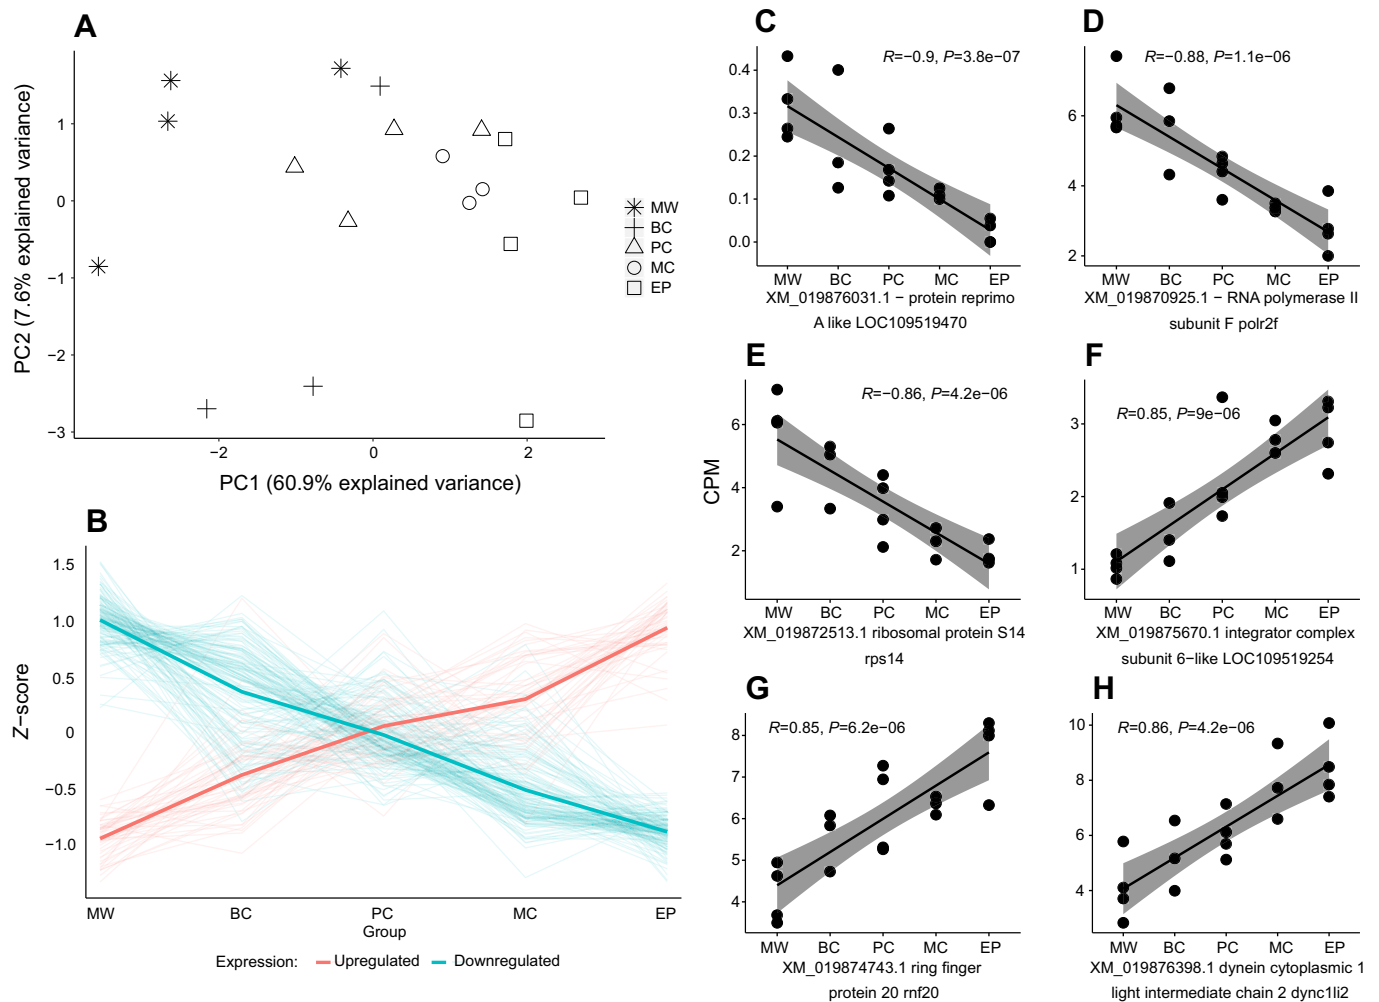 A
PC2 (7.6% explained variance)
1
0
−1
−2
−3
−2
0
2
PC1 (60.9% explained variance)
MW
BC
PC
MC
EP
B
Z−score
1.5
1.0
0.5
0
−0.5
−1.0
MW
BC
PC
MC
EP
Group
Expression:
Upregulated
Downregulated
C
R=−0.9, P=3.8e−07
0.4
0.3
0.2
0.1
0.0
MW
BC
PC
MC
EP
XM_019876031.1 − protein reprimo
A like LOC109519470
D
R=−0.88, P=1.1e−06
6
4
2
MW
BC
PC
MC
EP
XM_019870925.1 − RNA polymerase II
subunit F polr2f
E
R=−0.86, P=4.2e−06
CPM
6
4
2
MW
BC
PC
MC
EP
XM_019872513.1 ribosomal protein S14
rps14
F
R=0.85, P=9e−06
3
2
1
MW
BC
PC
MC
EP
XM_019875670.1 integrator complex
subunit 6−like LOC109519254
G
R=0.85, P=6.2e−06
8
7
6
5
4
MW
BC
PC
MC
EP
XM_019874743.1 ring finger
protein 20 rnf20
H
R=0.86, P=4.2e−06
10
8
6
4
MW
BC
PC
MC
EP
XM_019876398.1 dynein cytoplasmic 1
light intermediate chain 2 dync1li2